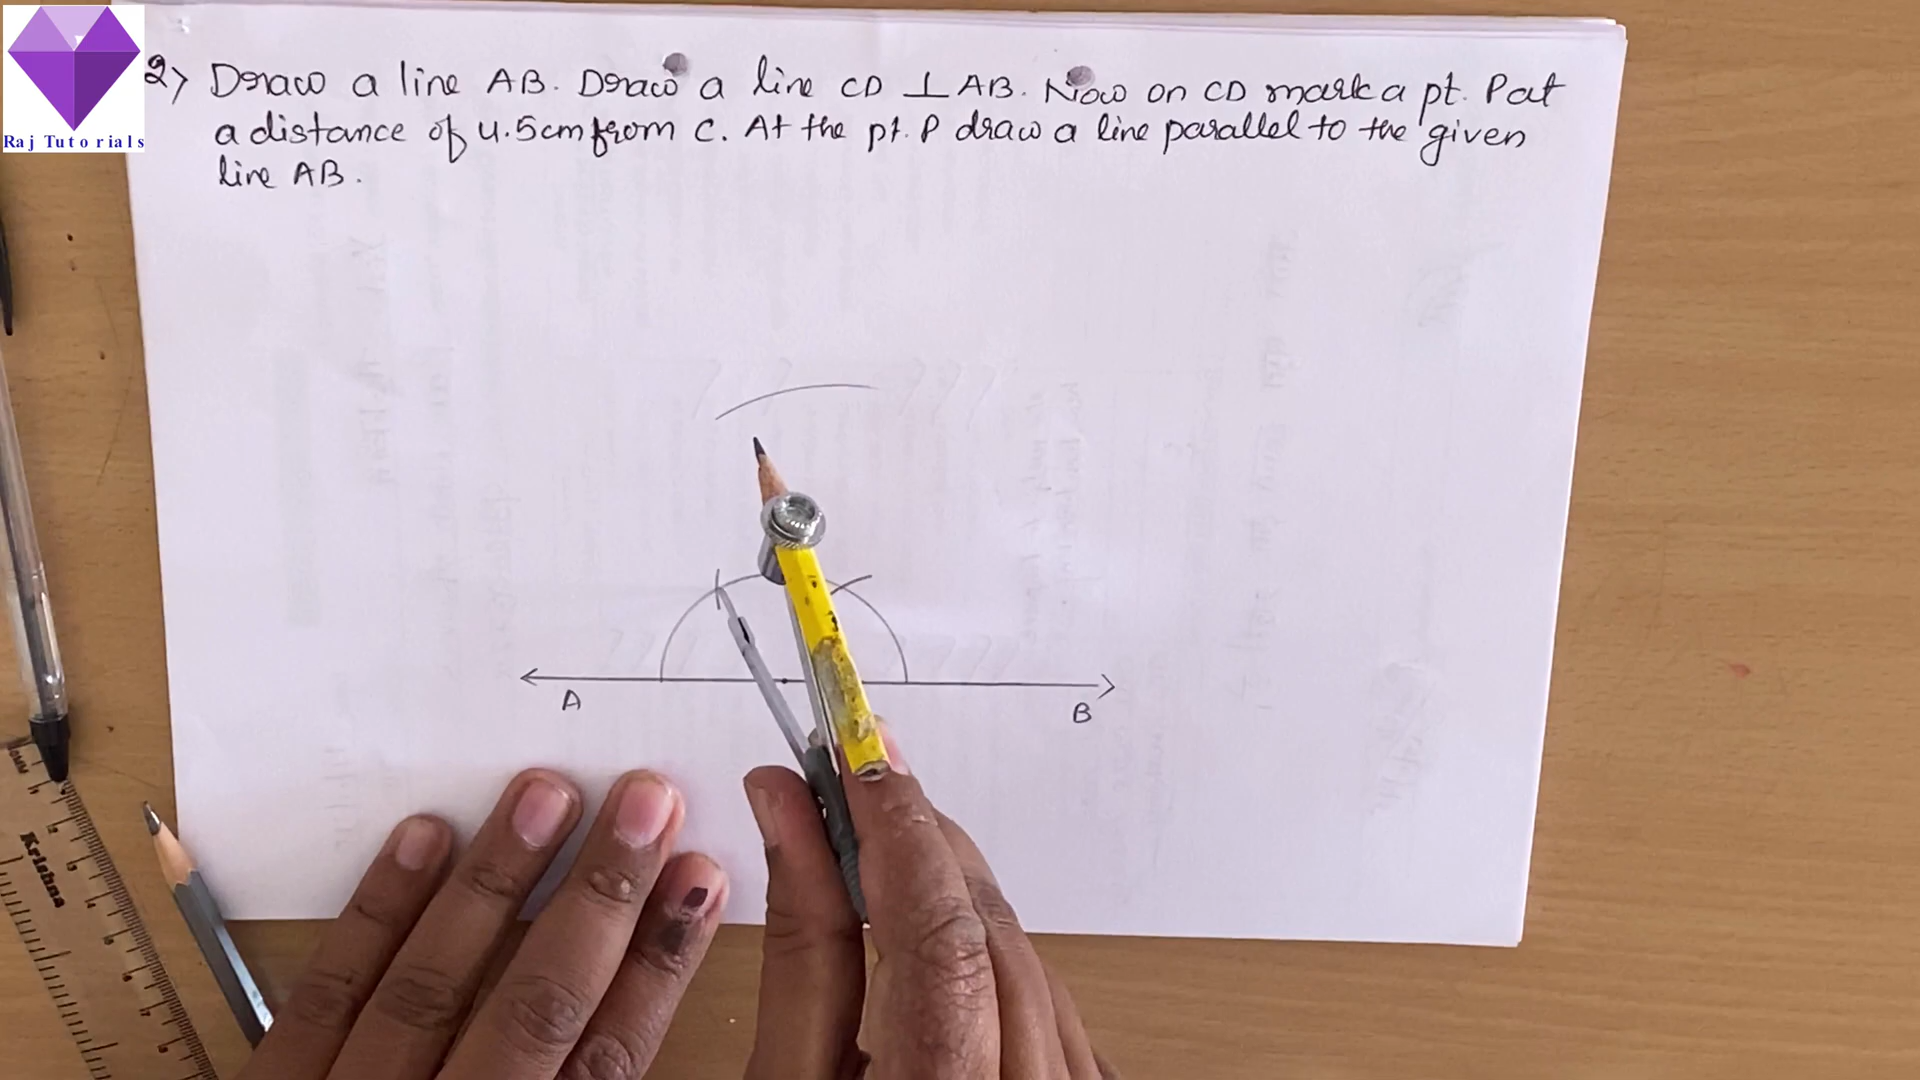 Raj Tutorials
2) Draw a line AB. Draw a line CD ⊥ AB. Now on CD mark a pt. P at
a distance of 4.5cm from C. At the pt. P draw a line parallel to the given
line AB.
A
B
Krishna